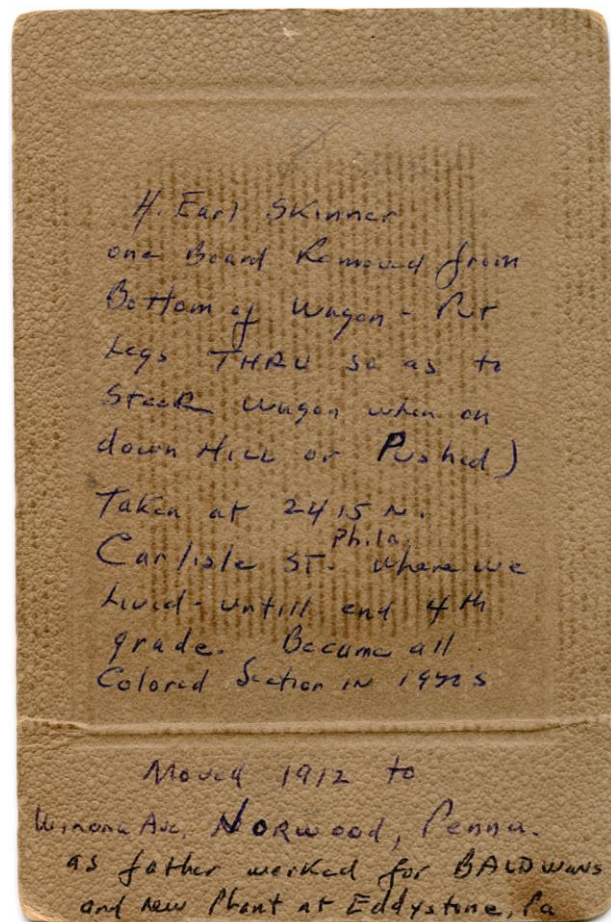 H. Earl Skinner
one Board Removed from
Bottom of Wagon - Put
Legs THRU so as to
Steer wagon when on
down HILL or Pushed)
Taken at 2415 N.
Phila
Carlisle ST. where we
Lived - untill end 4th
grade. Became all
Colored Section in
Moved 1912 to
Winona Ave, NORWOOD, Penna.
as father worked for BALDWINS
and new Plant at Eddystone, Pa